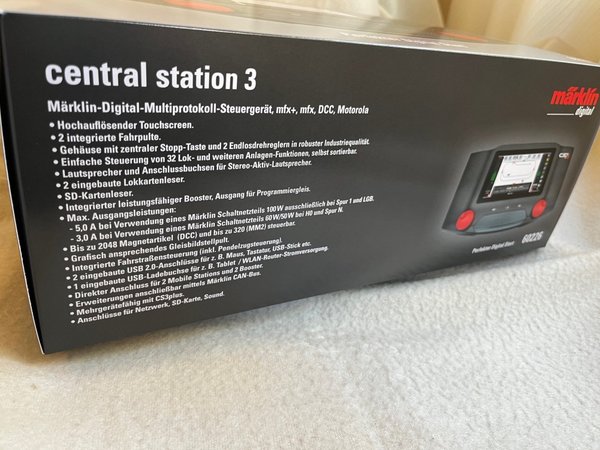 central station 3
Märklin-Digital-Multiprotokoll-Steuergerät, mfx+, mfx, DCC, Motorola
• Hochauflösender Touchscreen.
• 2 integrierte Fahrpulte.
• Gehäuse mit zentraler Stopp-Taste und 2 Endlosdrehreglern in robuster Industriequalität.
• Einfache Steuerung von 32 Lok- und weiteren Anlagen-Funktionen, selbst sortierbar.
• Lautsprecher und Anschlussbuchsen für Stereo-Aktiv-Lautsprecher.
• 2 eingebaute Lokkartenleser.
• SD-Kartenleser.
• Integrierter leistungsfähiger Booster, Ausgang für Programmiergleis.
• Max. Ausgangsleistungen:
- 5,0 A bei Verwendung eines Märklin Schaltnetzteils 100W ausschließlich bei Spur 1 und LGB.
- 3,0 A bei Verwendung eines Märklin Schaltnetzteils 60W/50W bei H0 und Spur N.
• Bis zu 2048 Magnetartikel (DCC) und bis zu 320 (MM2) steuerbar.
• Grafisch ansprechendes Gleisbildstellpult.
• Integrierte Fahrstraßensteuerung (inkl. Pendelzugsteuerung).
• 2 eingebaute USB 2.0-Anschlüsse für z. B. Maus, Tastatur, USB-Stick etc.
• 1 eingebaute USB-Ladebuchse für z. B. Tablet / WLAN-Router-Stromversorgung.
• Direkter Anschluss für 2 Mobile Stations und 2 Booster.
• Erweiterungen anschließbar mittels Märklin CAN-Bus.
• Mehrgerätefähig mit CS3plus.
• Anschlüsse für Netzwerk, SD-Karte, Sound.
märklin
digital
Perfekter Digital Start
60226